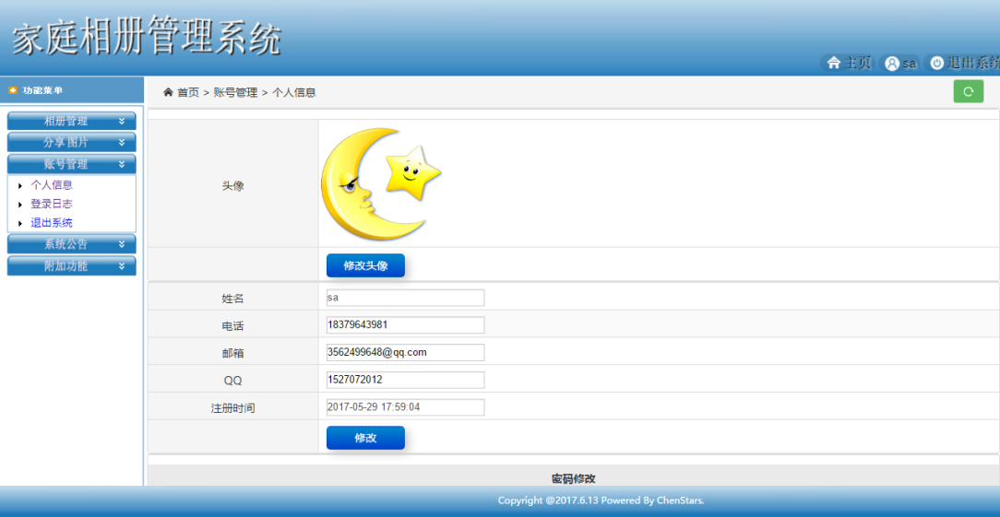 家庭相册管理系统
主页 sa 退出系统
功能菜单
首页 > 账号管理 > 个人信息
相册管理
分享图片
账号管理
个人信息
登录日志
退出系统
系统公告
附加功能
头像
修改头像
姓名 sa
电话 18379643981
邮箱 3562499648@qq.com
QQ 1527072012
注册时间 2017-05-29 17:59:04
修改
密码修改
Copyright @2017.6.13 Powered By ChenStars.